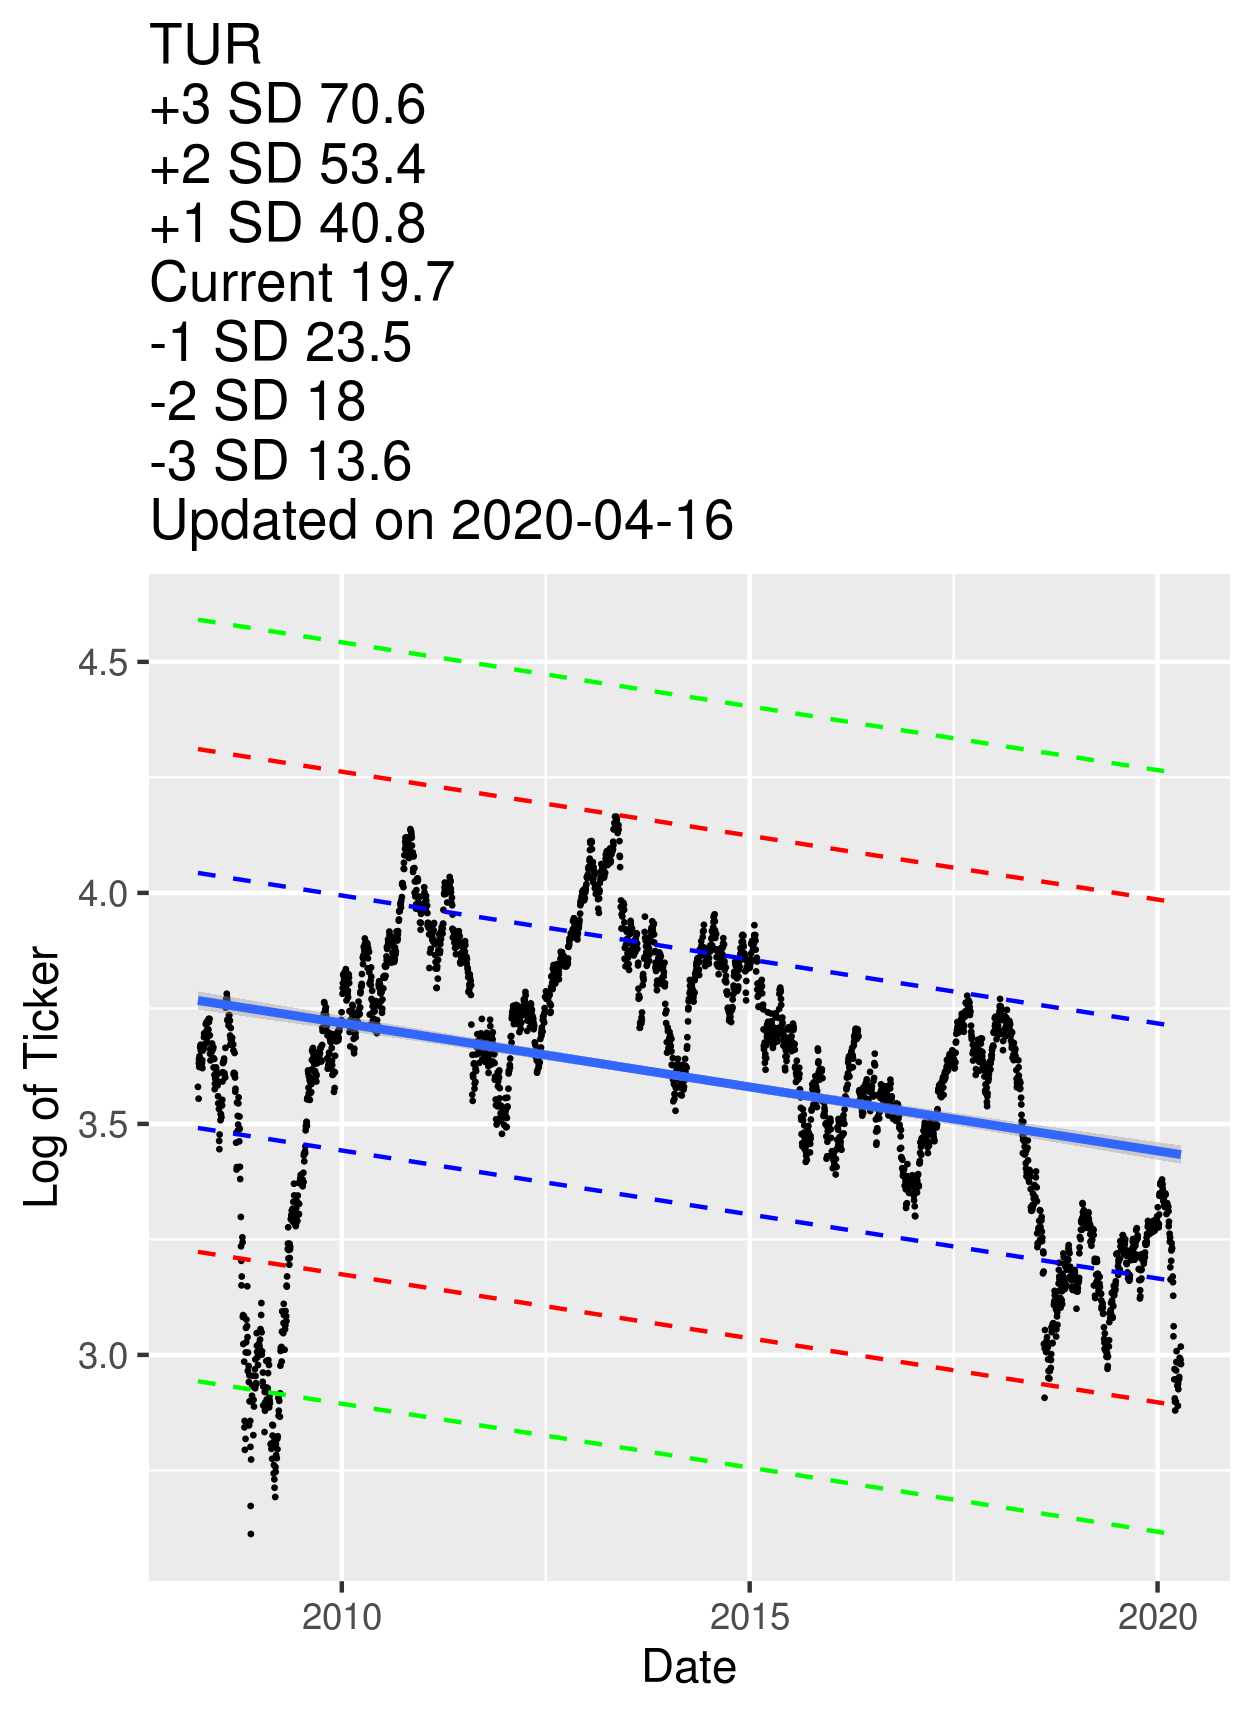 TUR
+3 SD 70.6
+2 SD 53.4
+1 SD 40.8
Current 19.7
-1 SD 23.5
-2 SD 18
-3 SD 13.6
Updated on 2020-04-16
4.5
4.0
3.5
3.0
Log of Ticker
2010 2015 2020
Date